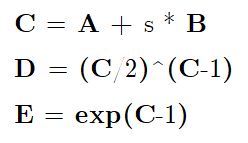 C = A + s * B
D = (C/2)^(C-1)
E = exp(C-1)